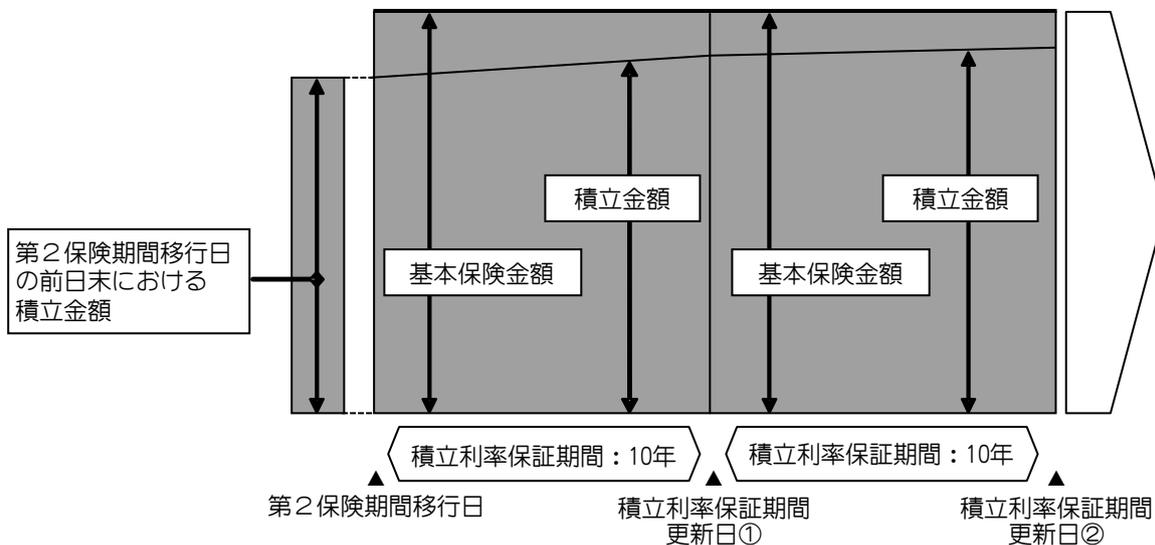 積立金額
積立金額
第２保険期間移行日
の前日末における
積立金額
基本保険金額
基本保険金額
積立利率保証期間：10年
積立利率保証期間：10年
第２保険期間移行日
積立利率保証期間
更新日①
積立利率保証期間
更新日②